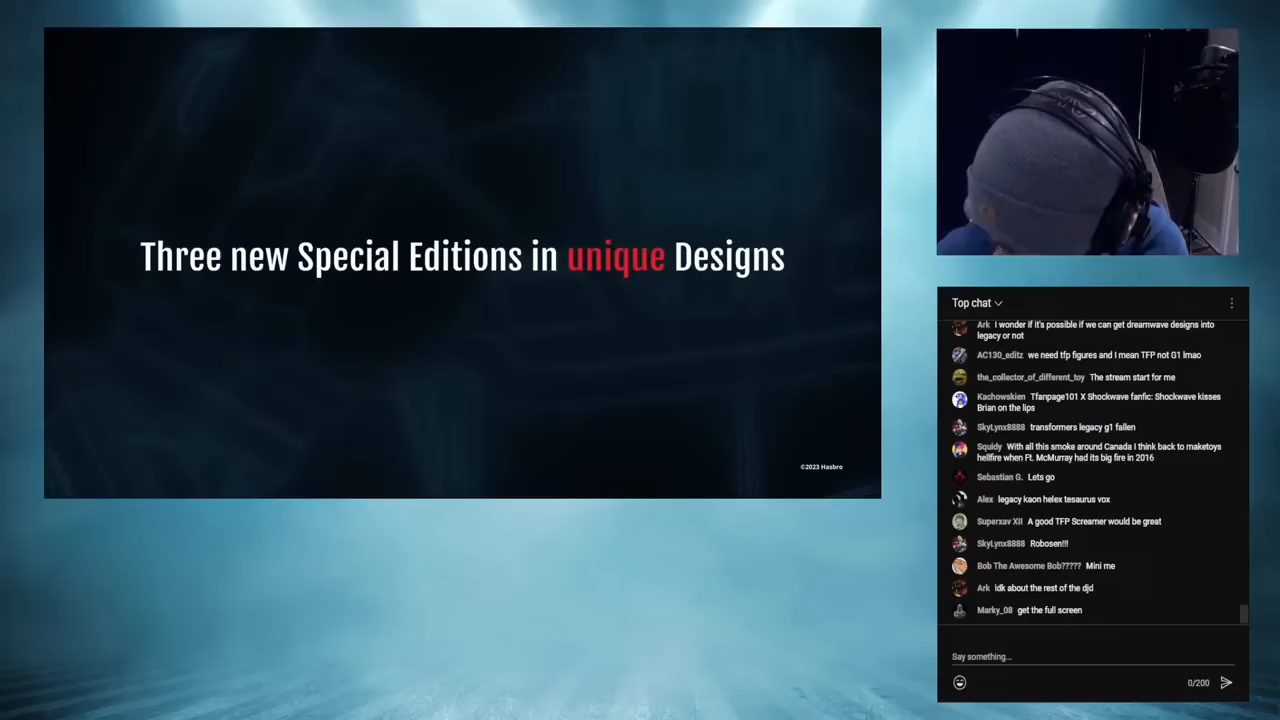 Three new Special Editions in unique Designs
©2023 Hasbro
Top chat
Ark I wonder if it's possible if we can get dreamwave designs into
legacy or not
AC130_editz we need tfp figures and I mean TFP not G1 lmao
the_collector_of_different_toy The stream start for me
Kachowskien Tfanpage101 X Shockwave fanfic: Shockwave kisses
Brian on the lips
SkyLynx8888 transformers legacy g1 fallen
Squidy With all this smoke around Canada I think back to maketoys
hellfire when Ft. McMurray had its big fire in 2016
Sebastian G. Lets go
Alex legacy kaon helex tesaurus vox
Superxav XII A good TFP Screamer would be great
SkyLynx8888 Robosen!!!
Bob The Awesome Bob????? Mini me
Ark idk about the rest of the djd
Marky_08 get the full screen
Say something...
0/200